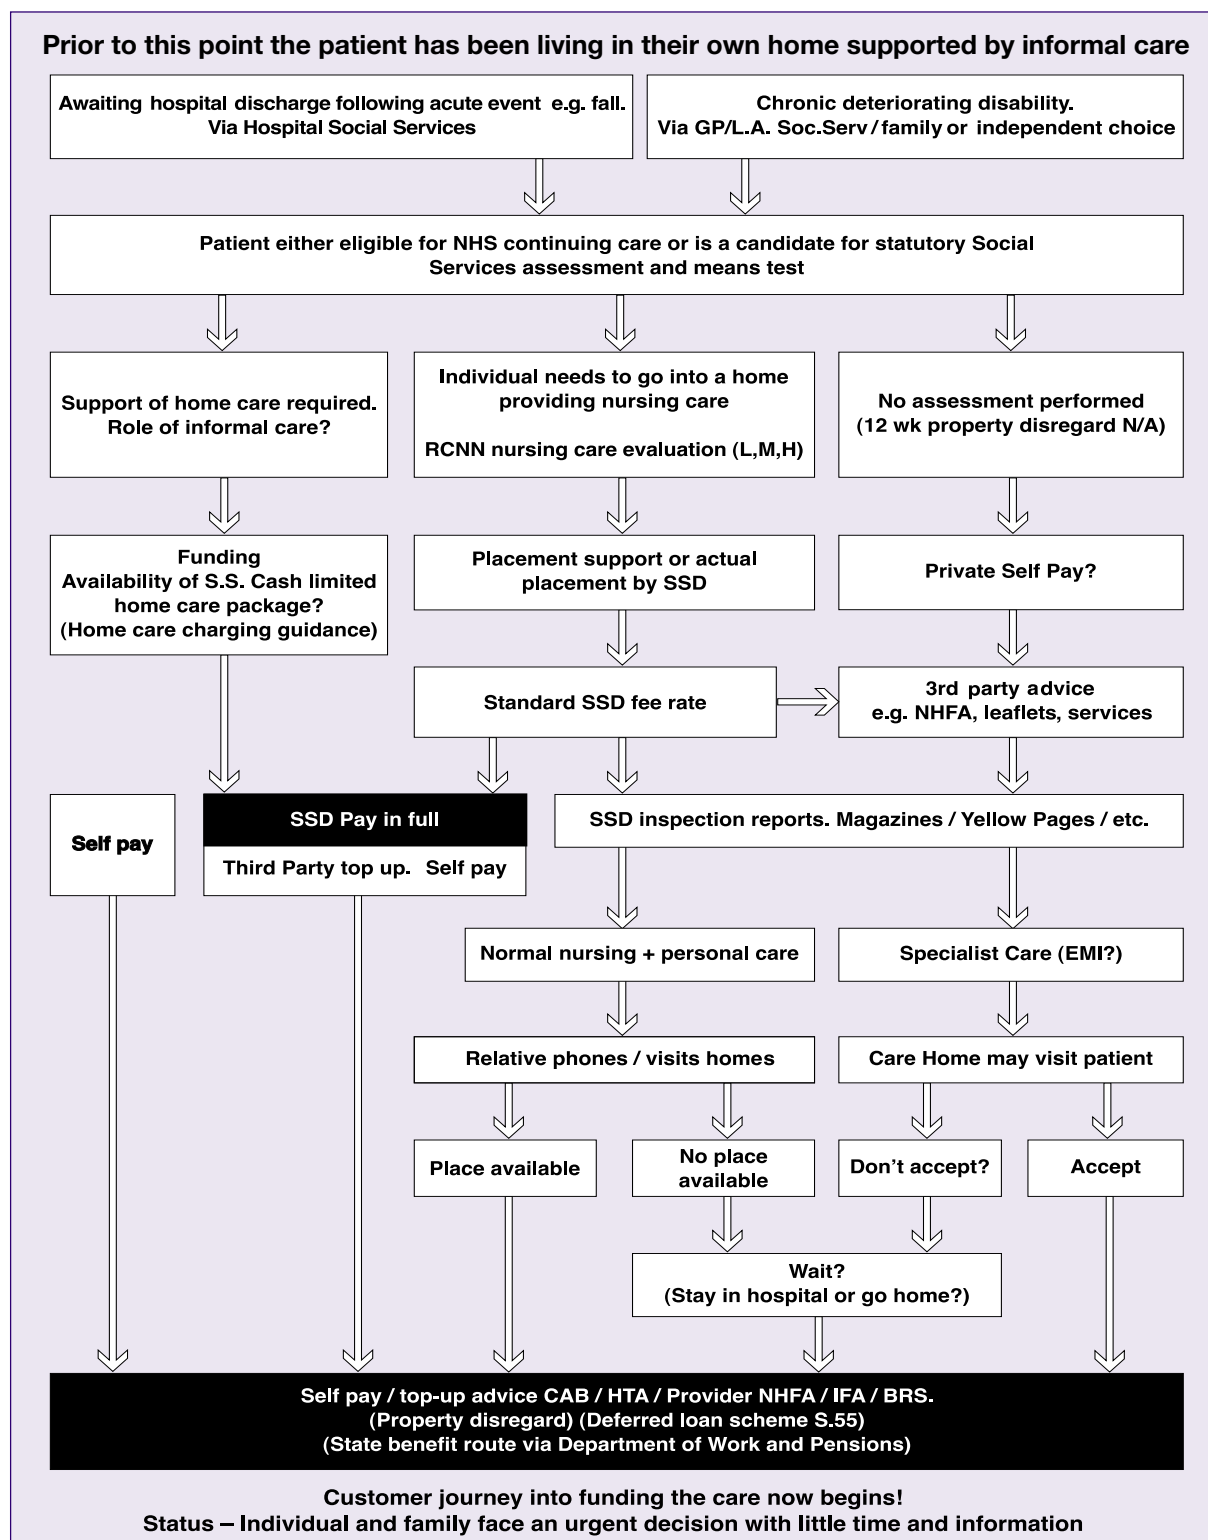 Prior to this point the patient has been living in their own home supported by informal care
Awaiting hospital discharge following acute event e.g. fall.
Via Hospital Social Services
Chronic deteriorating disability.
Via GP/L.A. Soc.Serv/family or independent choice
Patient either eligible for NHS continuing care or is a candidate for statutory Social
Services assessment and means test
Support of home care required.
Role of informal care?
Individual needs to go into a home
providing nursing care
RCNN nursing care evaluation (L,M,H)
No assessment performed
(12 wk property disregard N/A)
Funding
Availability of S.S. Cash limited
home care package?
(Home care charging guidance)
Placement support or actual
placement by SSD
Private Self Pay?
Standard SSD fee rate
3rd party advice
e.g. NHFA, leaflets, services
Self pay
SSD Pay in full
Third Party top up. Self pay
SSD inspection reports. Magazines / Yellow Pages / etc.
Normal nursing + personal care
Specialist Care (EMI?)
Relative phones / visits homes
Care Home may visit patient
Place available
No place
available
Don't accept?
Accept
Wait?
(Stay in hospital or go home?)
Self pay / top-up advice CAB / HTA / Provider NHFA / IFA / BRS.
(Property disregard) (Deferred loan scheme S.55)
(State benefit route via Department of Work and Pensions)
Customer journey into funding the care now begins!
Status – Individual and family face an urgent decision with little time and information